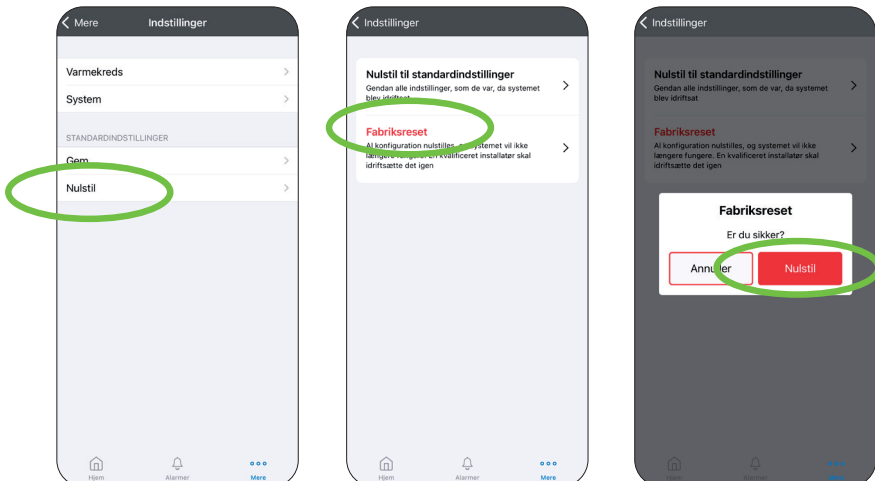 Mere
Indstillinger
Varmekreds
System
STANDARDINDSTILLINGER
Gem
Nulstil
Hjem
Alarmer
Mere
Indstillinger
Nulstil til standardindstillinger
Gendan alle indstillinger, som de var, da systemet
blev idriftsat
Fabriksreset
Al konfiguration nulstilles, og systemet vil ikke
længere fungere. En kvalificeret installatør skal
idriftsætte det igen
Hjem
Alarmer
Mere
Indstillinger
Nulstil til standardindstillinger
Gendan alle indstillinger, som de var, da systemet
blev idriftsat
Fabriksreset
Al konfiguration nulstilles, og systemet vil ikke
længere fungere. En kvalificeret installatør skal
idriftsætte det igen
Fabriksreset
Er du sikker?
Annuller
Nulstil
Hjem
Alarmer
Mere